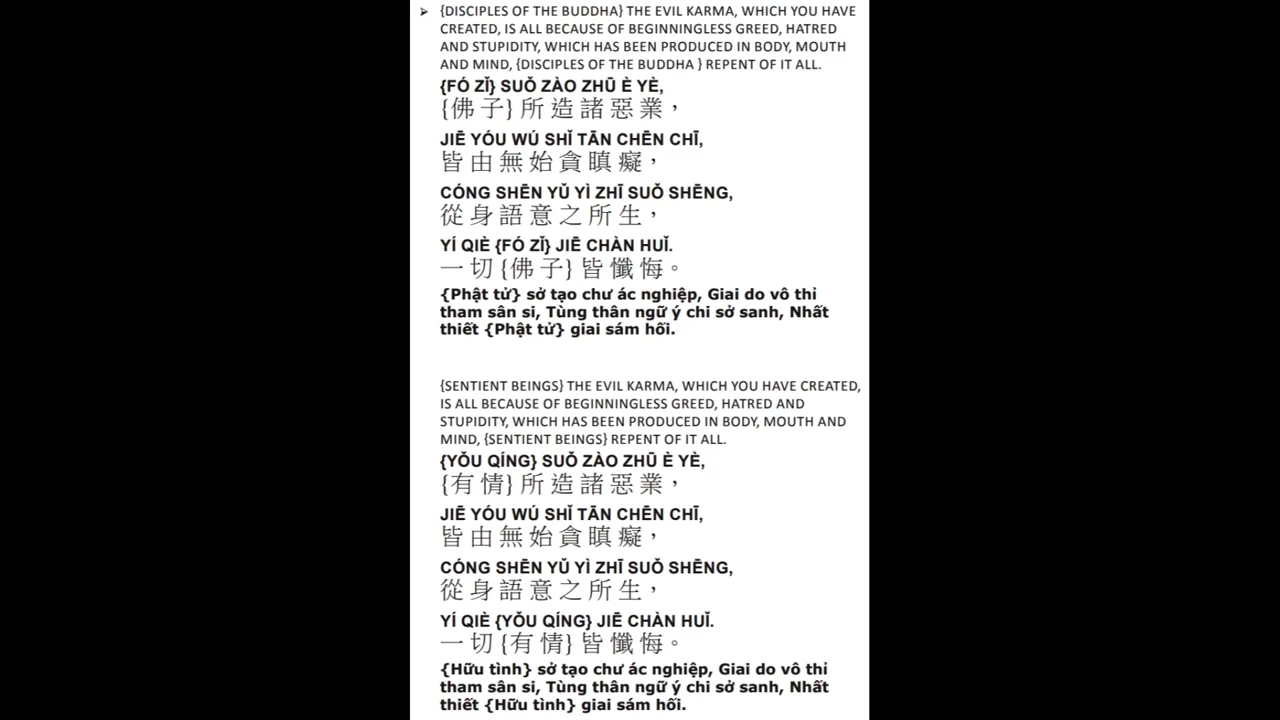 ➢ {DISCIPLES OF THE BUDDHA} THE EVIL KARMA, WHICH YOU HAVE
CREATED, IS ALL BECAUSE OF BEGINNINGLESS GREED, HATRED
AND STUPIDITY, WHICH HAS BEEN PRODUCED IN BODY, MOUTH
AND MIND, {DISCIPLES OF THE BUDDHA } REPENT OF IT ALL.
{FÓ ZǏ} SUǑ ZÀO ZHŪ È YÈ,
{佛 子} 所 造 諸 惡 業，
JIĒ YÓU WÚ SHǏ TĀN CHĒN CHĪ,
皆 由 無 始 貪 瞋 癡，
CÓNG SHĒN YǓ YÌ ZHĪ SUǑ SHĒNG,
從 身 語 意 之 所 生，
YÍ QIÈ {FÓ ZǏ} JIĒ CHÀN HUǏ.
一 切 {佛 子} 皆 懺 悔。
{Phật tử} sở tạo chư ác nghiệp, Giai do vô thỉ
tham sân si, Tùng thân ngữ ý chi sở sanh, Nhất
thiết {Phật tử} giai sám hối.
{SENTIENT BEINGS} THE EVIL KARMA, WHICH YOU HAVE CREATED,
IS ALL BECAUSE OF BEGINNINGLESS GREED, HATRED AND
STUPIDITY, WHICH HAS BEEN PRODUCED IN BODY, MOUTH AND
MIND, {SENTIENT BEINGS} REPENT OF IT ALL.
{YǑU QÍNG} SUǑ ZÀO ZHŪ È YÈ,
{有 情} 所 造 諸 惡 業，
JIĒ YÓU WÚ SHǏ TĀN CHĒN CHĪ,
皆 由 無 始 貪 瞋 癡，
CÓNG SHĒN YǓ YÌ ZHĪ SUǑ SHĒNG,
從 身 語 意 之 所 生，
YÍ QIÈ {YǑU QÍNG} JIĒ CHÀN HUǏ.
一 切 {有 情} 皆 懺 悔。
{Hữu tình} sở tạo chư ác nghiệp, Giai do vô thỉ
tham sân si, Tùng thân ngữ ý chi sở sanh, Nhất
thiết {Hữu tình} giai sám hối.